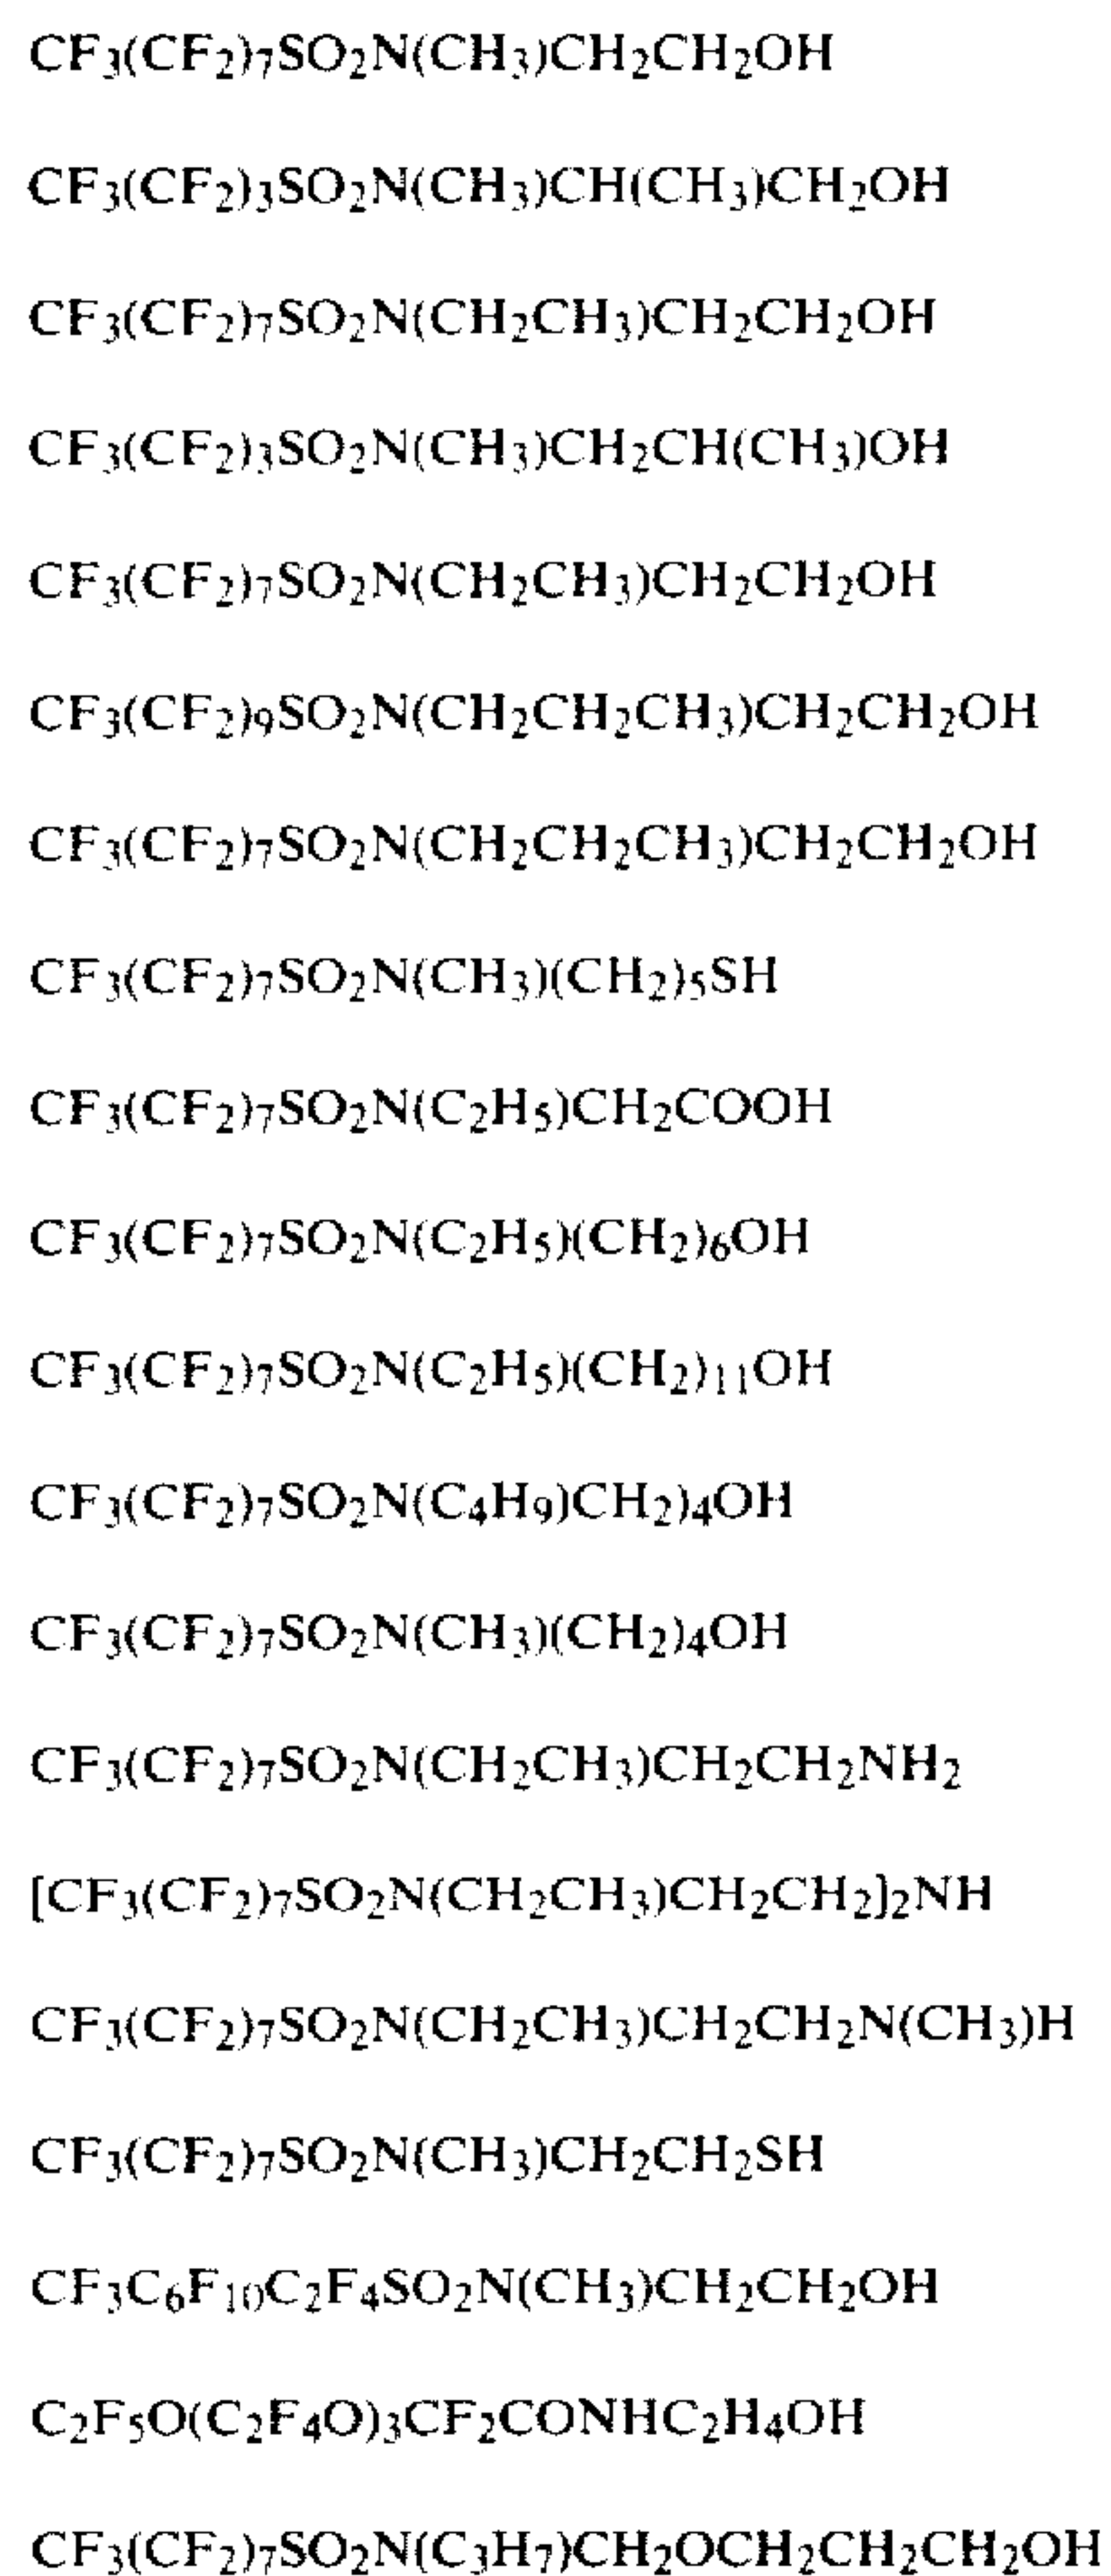 CF₃(CF₂)₇SO₂N(CH₃)CH₂CH₂OH
CF₃(CF₂)₃SO₂N(CH₃)CH(CH₃)CH₂OH
CF₃(CF₂)₇SO₂N(CH₂CH₃)CH₂CH₂OH
CF₃(CF₂)₃SO₂N(CH₃)CH₂CH(CH₃)OH
CF₃(CF₂)₇SO₂N(CH₂CH₃)CH₂CH₂OH
CF₃(CF₂)₉SO₂N(CH₂CH₂CH₃)CH₂CH₂OH
CF₃(CF₂)₇SO₂N(CH₂CH₂CH₃)CH₂CH₂OH
CF₃(CF₂)₇SO₂N(CH₃)(CH₂)₅SH
CF₃(CF₂)₇SO₂N(C₂H₅)CH₂COOH
CF₃(CF₂)₇SO₂N(C₂H₅)(CH₂)₆OH
CF₃(CF₂)₇SO₂N(C₂H₅)(CH₂)₁₁OH
CF₃(CF₂)₇SO₂N(C₄H₉)CH₂)₄OH
CF₃(CF₂)₇SO₂N(CH₃)(CH₂)₄OH
CF₃(CF₂)₇SO₂N(CH₂CH₃)CH₂CH₂NH₂
[CF₃(CF₂)₇SO₂N(CH₂CH₃)CH₂CH₂]₂NH
CF₃(CF₂)₇SO₂N(CH₂CH₃)CH₂CH₂N(CH₃)H
CF₃(CF₂)₇SO₂N(CH₃)CH₂CH₂SH
CF₃C₆F₁₀C₂F₄SO₂N(CH₃)CH₂CH₂OH
C₂F₅O(C₂F₄O)₃CF₂CONHC₂H₄OH
CF₃(CF₂)₇SO₂N(C₃H₇)CH₂OCH₂CH₂CH₂OH